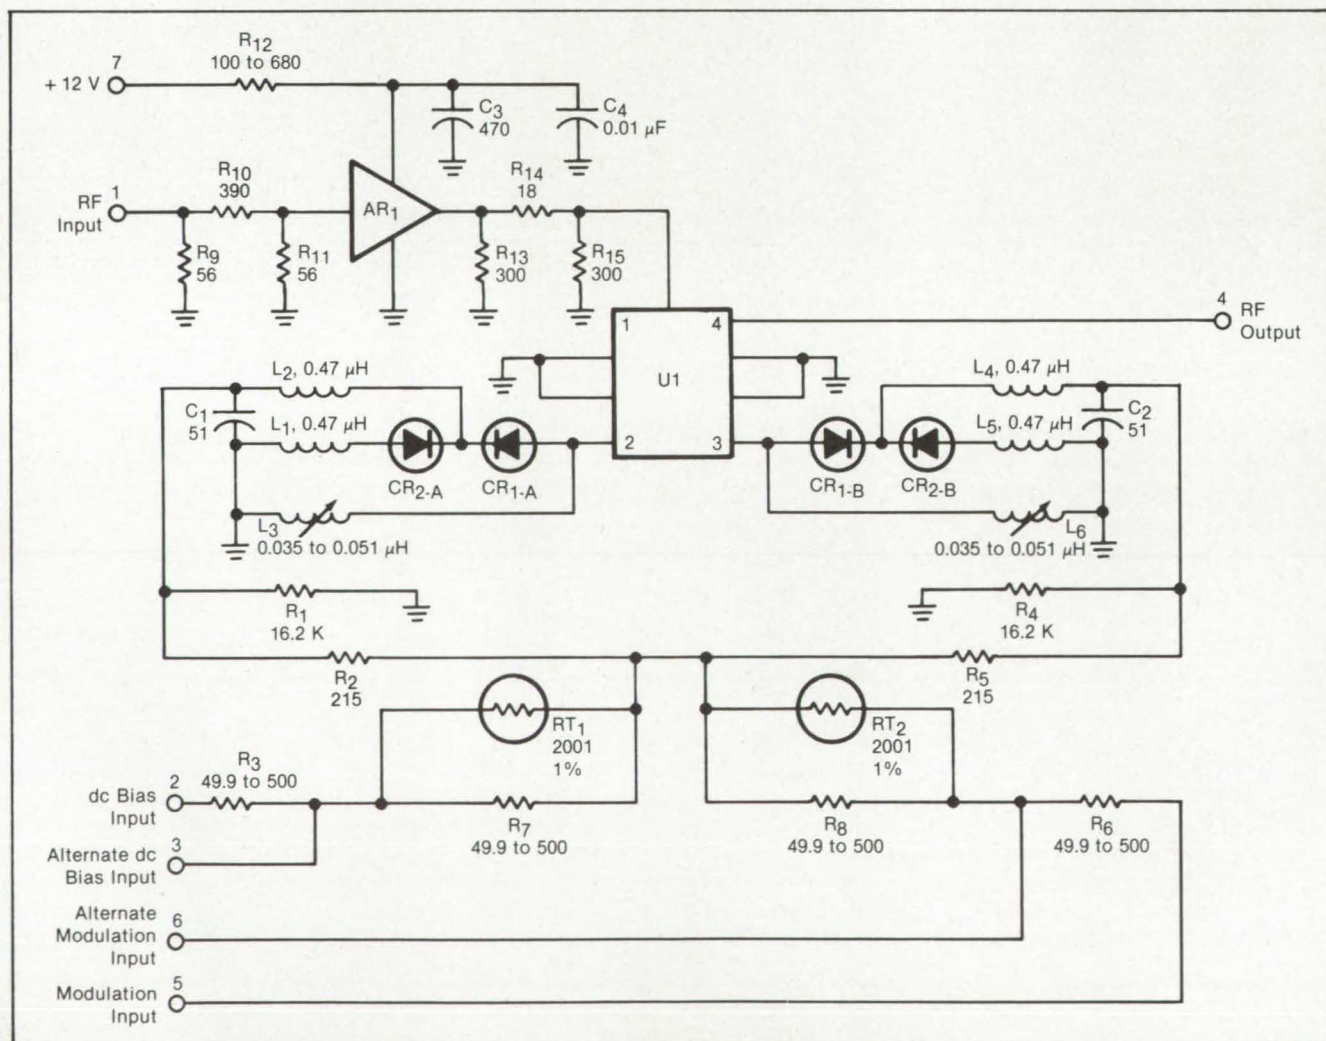 R12
100 to 680
7
+ 12 V
C3
470
C4
0.01 µF
R10
390
R14
18
1
RF
Input
AR1
R9
56
R11
56
R13
300
R15
300
4
RF
Output
1
4
U1
2
3
L2, 0.47 µH
C1
51
L1, 0.47 µH
CR2-A
CR1-A
L3
0.035 to 0.051 µH
L4, 0.47 µH
C2
51
L5, 0.47 µH
CR1-B
CR2-B
L6
0.035 to 0.051 µH
R1
16.2 K
R4
16.2 K
R2
215
R5
215
RT1
2001
1%
RT2
2001
1%
R3
49.9 to 500
2
dc Bias
Input
R7
49.9 to 500
R8
49.9 to 500
R6
49.9 to 500
3
Alternate dc
Bias Input
Alternate
6
Modulation
Input
5
Modulation
Input